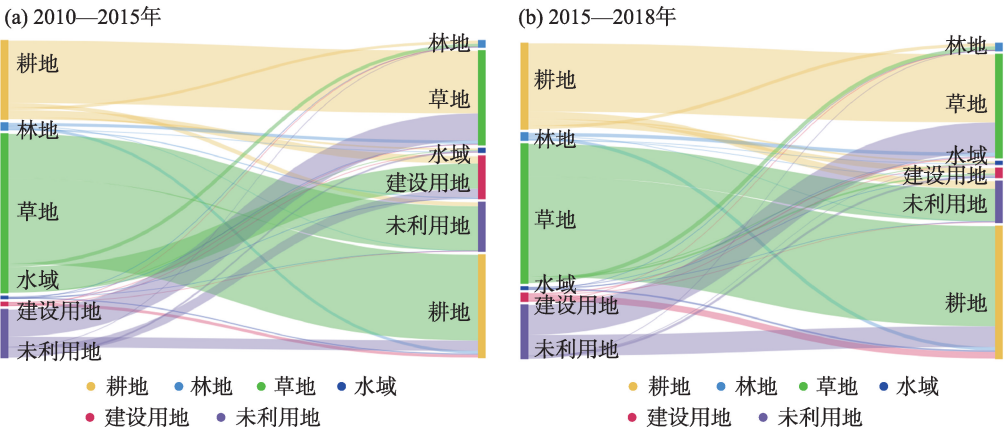 (a) 2010—2015年
耕地
林地
草地
水域
建设用地
未利用地
林地
草地
水域
建设用地
未利用地
耕地
耕地
林地
草地
水域
建设用地
未利用地
(b) 2015—2018年
耕地
林地
草地
水域
建设用地
未利用地
林地
草地
水域
建设用地
未利用地
耕地
耕地
林地
草地
水域
建设用地
未利用地